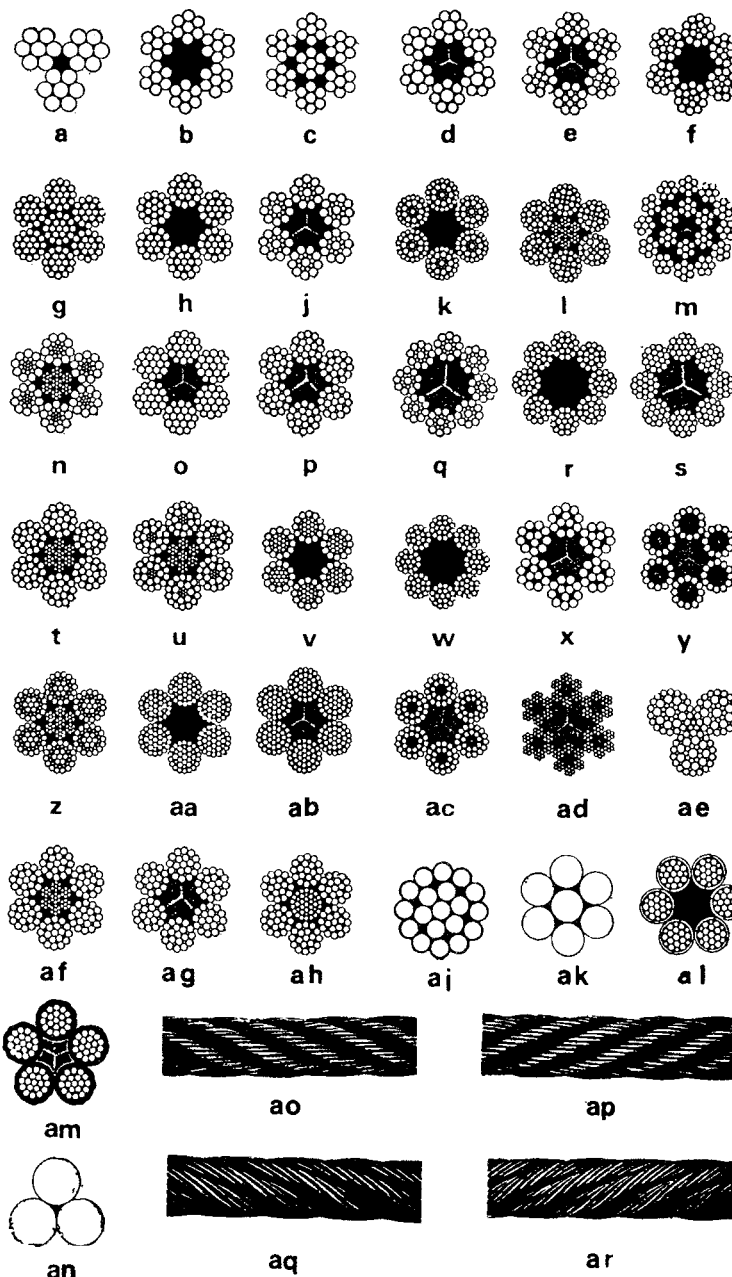 a b c d e f
g h j k l m
n o p q r s
t u v w x y
z aa ab ac ad ae
af ag ah aj ak al
am ao ap
an aq ar